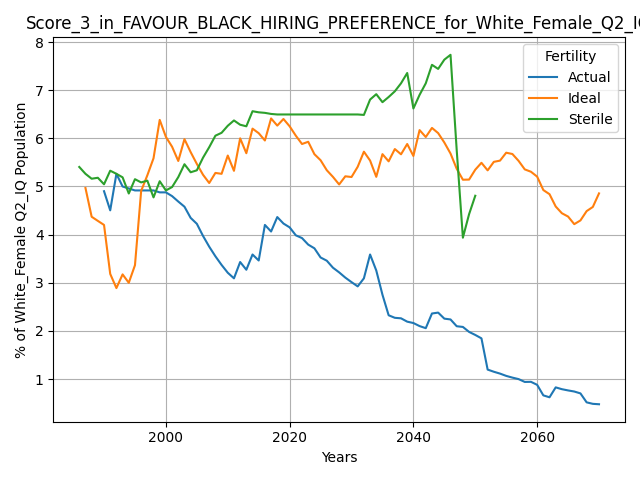 Score_3_in_FAVOUR_BLACK_HIRING_PREFERENCE_for_White_Female_Q2_IQ
8
7
6
5
4
3
2
1
% of White_Female Q2_IQ Population
Fertility
Actual
Ideal
Sterile
2000
2020
2040
2060
Years